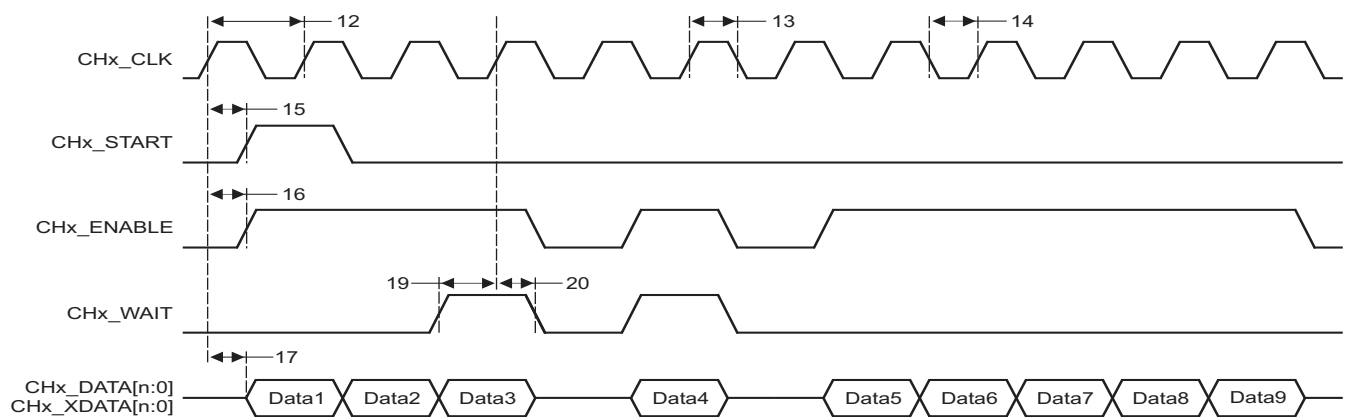 12
13
14
CHx_CLK
15
CHx_START
16
CHx_ENABLE
19
20
CHx_WAIT
17
CHx_DATA[n:0]
CHx_XDATA[n:0]
Data1 Data2 Data3 Data4 Data5 Data6 Data7 Data8 Data9